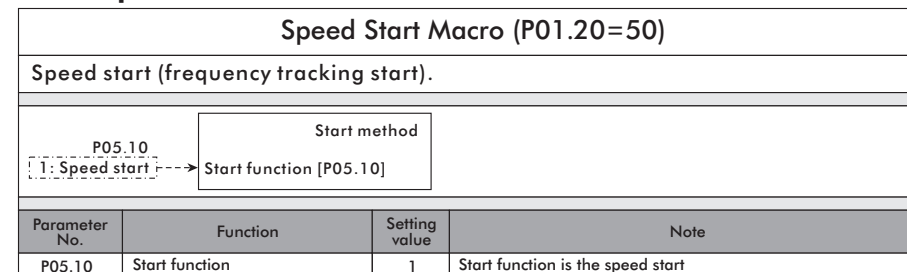 Speed Start Macro (P01.20=50)
Speed start (frequency tracking start).
Start method
P05.10
1: Speed start
Start function [P05.10]
Parameter No.
Function
Setting value
Note
P05.10
Start function
1
Start function is the speed start